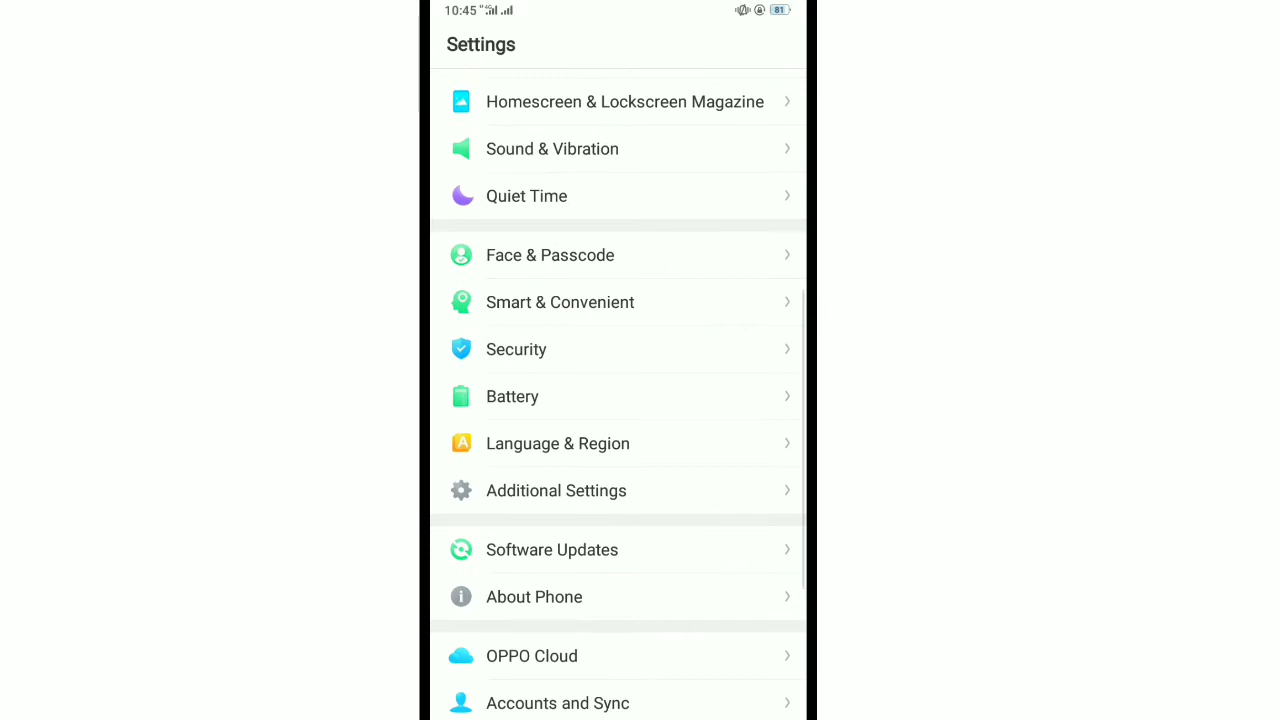 10:45 81
Settings
Homescreen & Lockscreen Magazine
Sound & Vibration
Quiet Time
Face & Passcode
Smart & Convenient
Security
Battery
A Language & Region
Additional Settings
Software Updates
About Phone
OPPO Cloud
Accounts and Sync